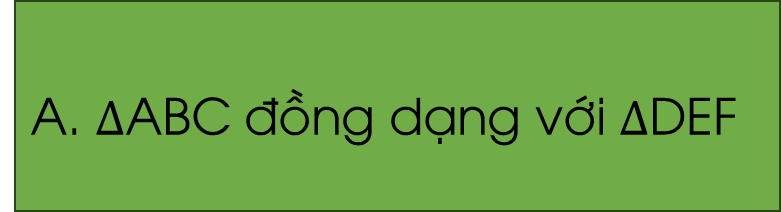 A. ΔABC đồng dạng với ΔDEF